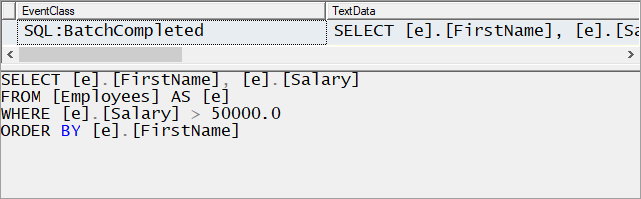 EventClass TextData
SQL:BatchCompleted SELECT [e].[FirstName], [e].[Sa
SELECT [e].[FirstName], [e].[Salary]
FROM [Employees] AS [e]
WHERE [e].[Salary] > 50000.0
ORDER BY [e].[FirstName]